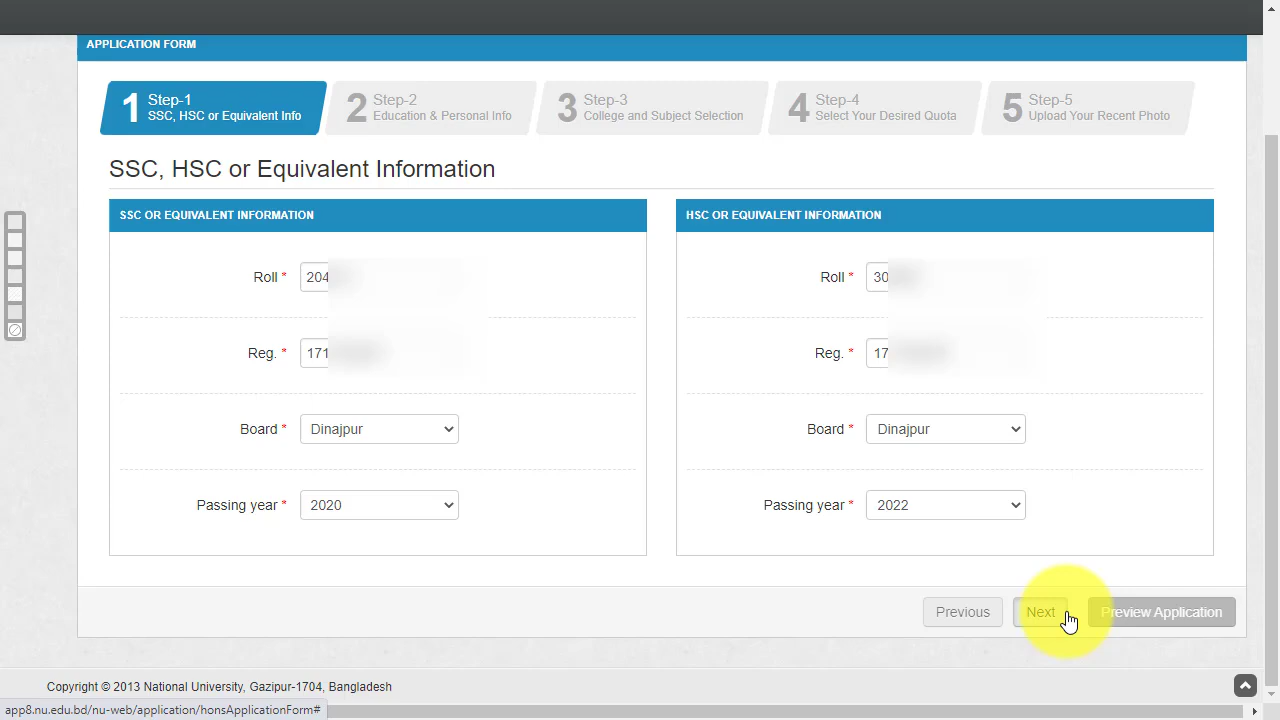 APPLICATION FORM
1 Step-1
SSC, HSC or Equivalent Info
2 Step-2
Education & Personal Info
3 Step-3
College and Subject Selection
4 Step-4
Select Your Desired Quota
5 Step-5
Upload Your Recent Photo
SSC, HSC or Equivalent Information
SSC OR EQUIVALENT INFORMATION
Roll * 204
Reg. * 171
Board * Dinajpur
Passing year * 2020
HSC OR EQUIVALENT INFORMATION
Roll * 30
Reg. * 17
Board * Dinajpur
Passing year * 2022
Previous Next Preview Application
Copyright © 2013 National University, Gazipur-1704, Bangladesh
app8.nu.edu.bd/nu-web/application/honsApplicationForm#